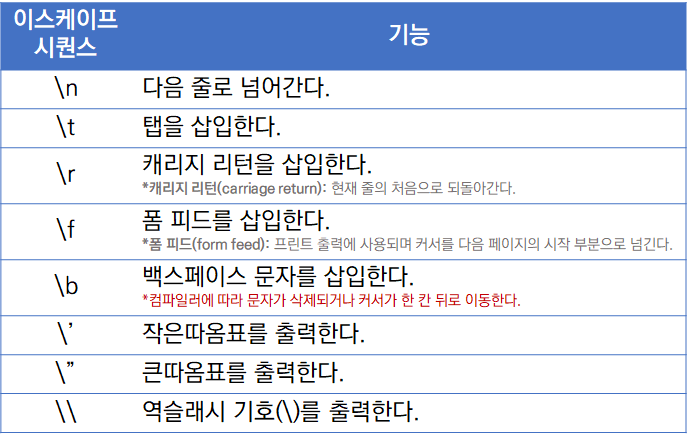 이스케이프 시퀀스
기능
\n 다음 줄로 넘어간다.
\t 탭을 삽입한다.
\r 캐리지 리턴을 삽입한다.
*캐리지 리턴(carriage return): 현재 줄의 처음으로 되돌아간다.
\f 폼 피드를 삽입한다.
*폼 피드(form feed): 프린트 출력에 사용되며 커서를 다음 페이지의 시작 부분으로 넘긴다.
\b 백스페이스 문자를 삽입한다.
*컴파일러에 따라 문자가 삭제되거나 커서가 한 칸 뒤로 이동한다.
\’ 작은따옴표를 출력한다.
\” 큰따옴표를 출력한다.
\\ 역슬래시 기호(\)를 출력한다.